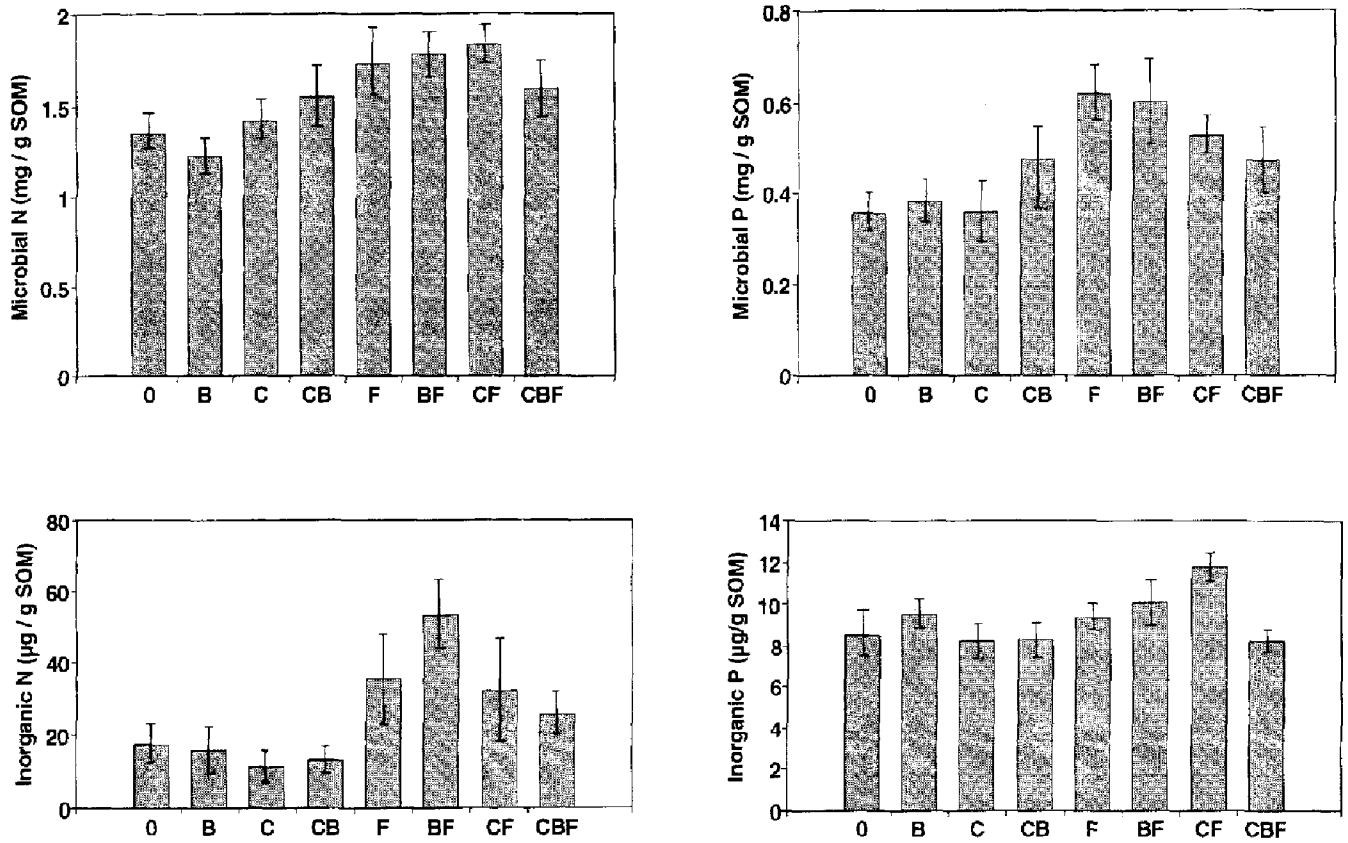 Microbial N (mg / g SOM)
2
1.5
1
0.5
0
0 B C CB F BF CF CBF
Microbial P (mg / g SOM)
0.8
0.6
0.4
0.2
0
0 B C CB F BF CF CBF
Inorganic N (µg / g SOM)
80
60
40
20
0
0 B C CB F BF CF CBF
Inorganic P (µg/g SOM)
14
12
10
8
6
4
2
0
0 B C CB F BF CF CBF